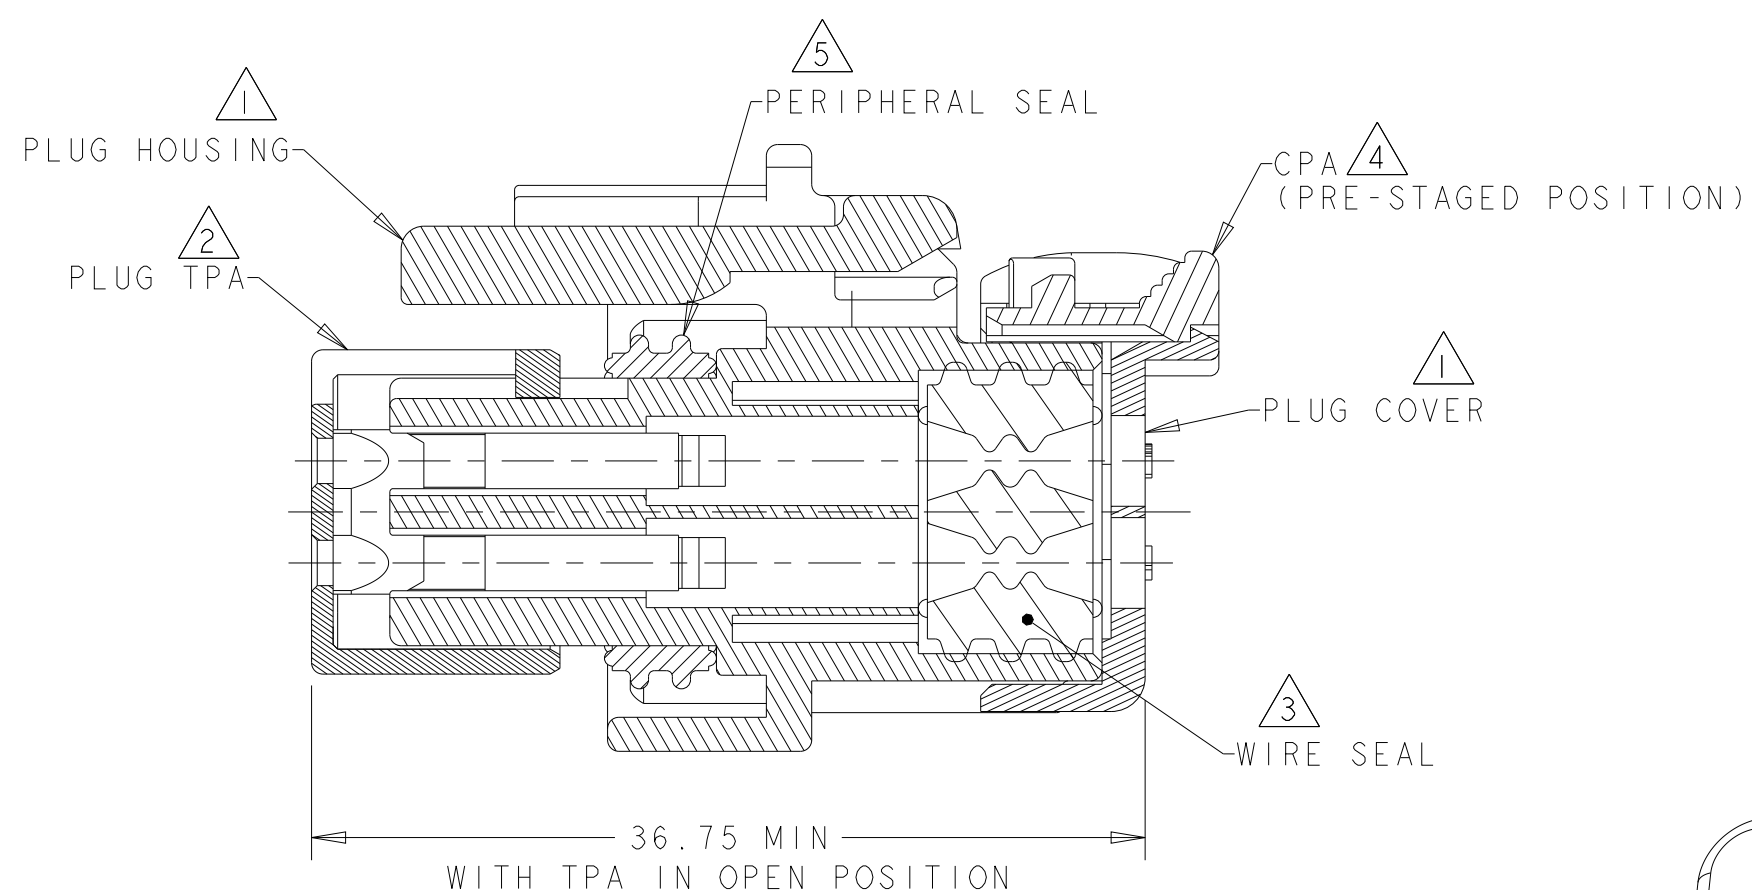 5
PERIPHERAL SEAL
1
PLUG HOUSING
4
CPA
(PRE-STAGED POSITION)
2
PLUG TPA
1
PLUG COVER
3
WIRE SEAL
36.75 MIN
WITH TPA IN OPEN POSITION